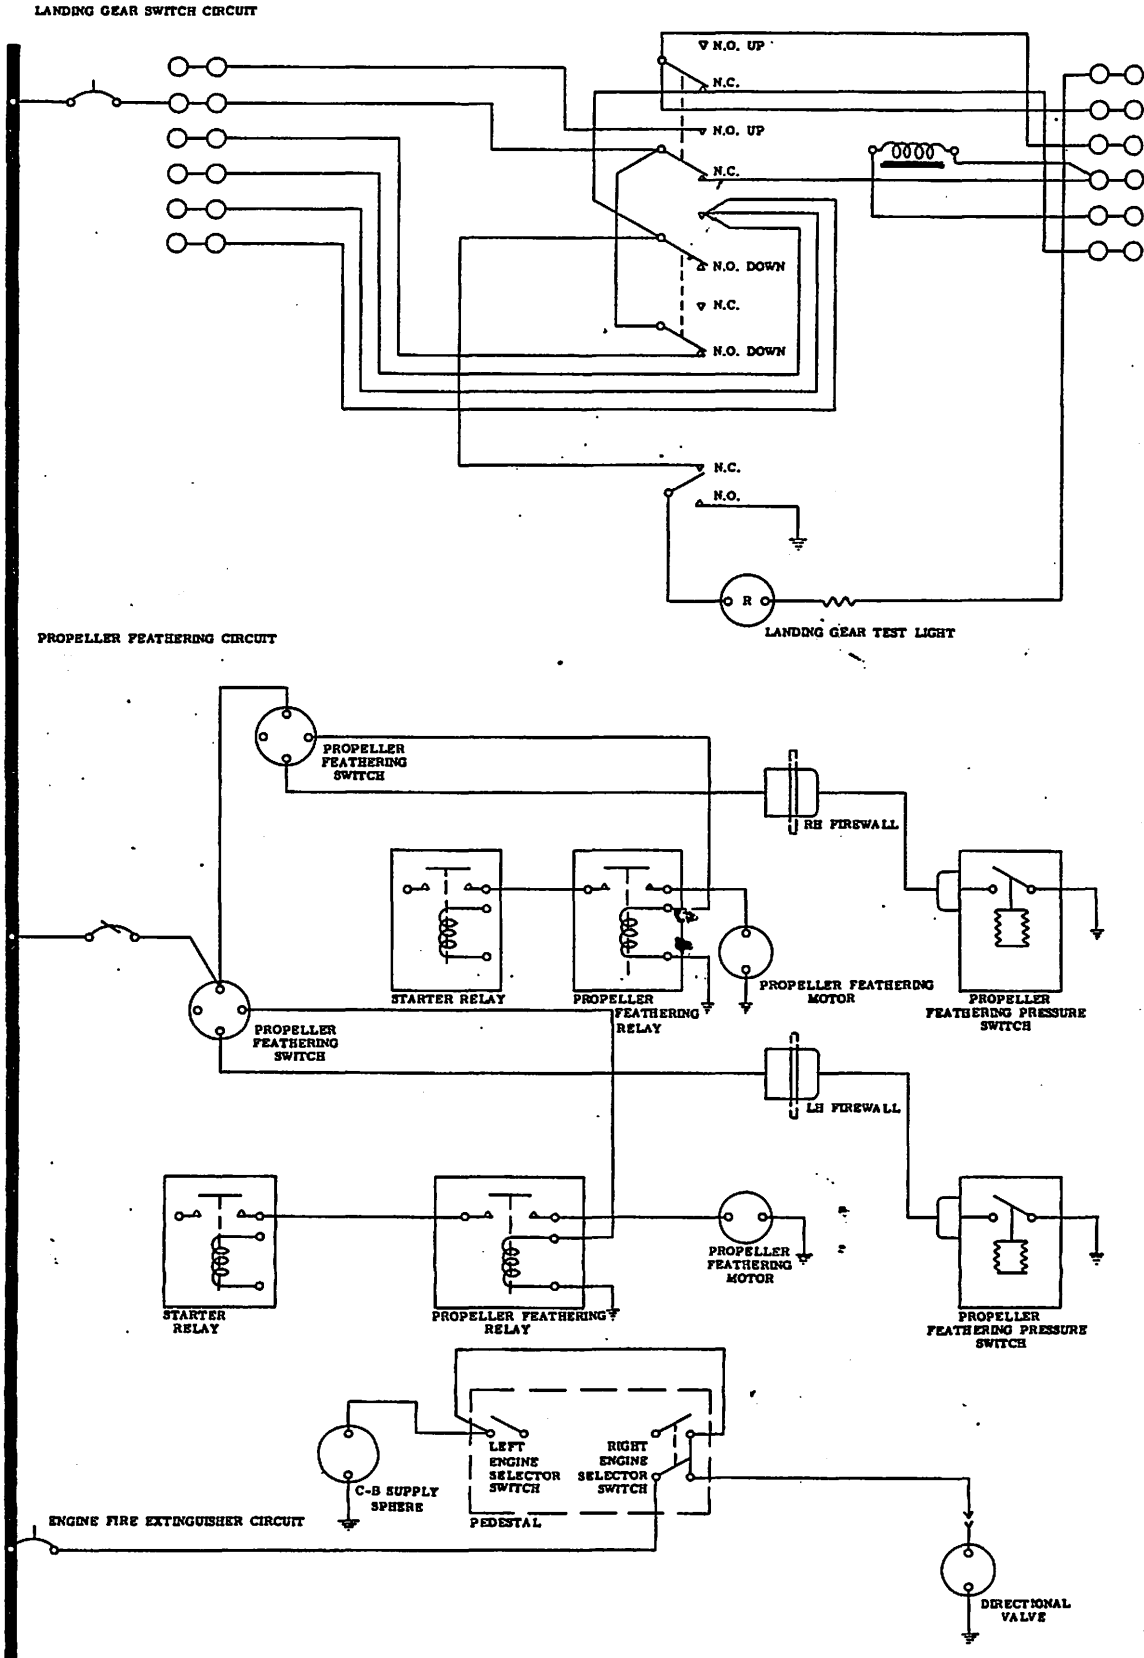 LANDING GEAR SWITCH CIRCUIT
N.O. UP
N.C.
N.O. UP
N.C.
N.O. DOWN
N.C.
N.O. DOWN
N.C.
N.O.
R
LANDING GEAR TEST LIGHT
PROPELLER FEATHERING CIRCUIT
PROPELLER
FEATHERING
SWITCH
RH FIREWALL
STARTER RELAY
PROPELLER
FEATHERING
RELAY
PROPELLER FEATHERING
MOTOR
PROPELLER
FEATHERING PRESSURE
SWITCH
PROPELLER
FEATHERING
SWITCH
LH FIREWALL
STARTER
RELAY
PROPELLER FEATHERING
RELAY
PROPELLER
FEATHERING
MOTOR
PROPELLER
FEATHERING PRESSURE
SWITCH
LEFT
ENGINE
SELECTOR
SWITCH
RIGHT
ENGINE
SELECTOR
SWITCH
C-B SUPPLY
SPHERE
PEDESTAL
ENGINE FIRE EXTINGUISHER CIRCUIT
DIRECTIONAL
VALVE